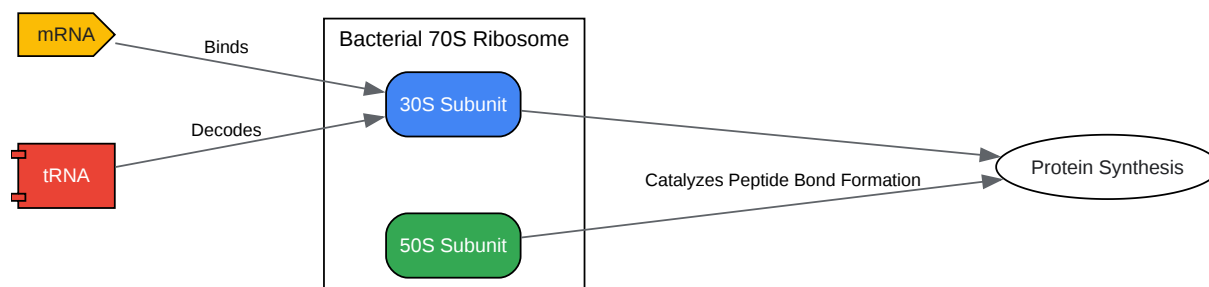 mRNA
Binds
Bacterial 70S Ribosome
30S Subunit
Decodes
tRNA
Catalyzes Peptide Bond Formation
Protein Synthesis
50S Subunit